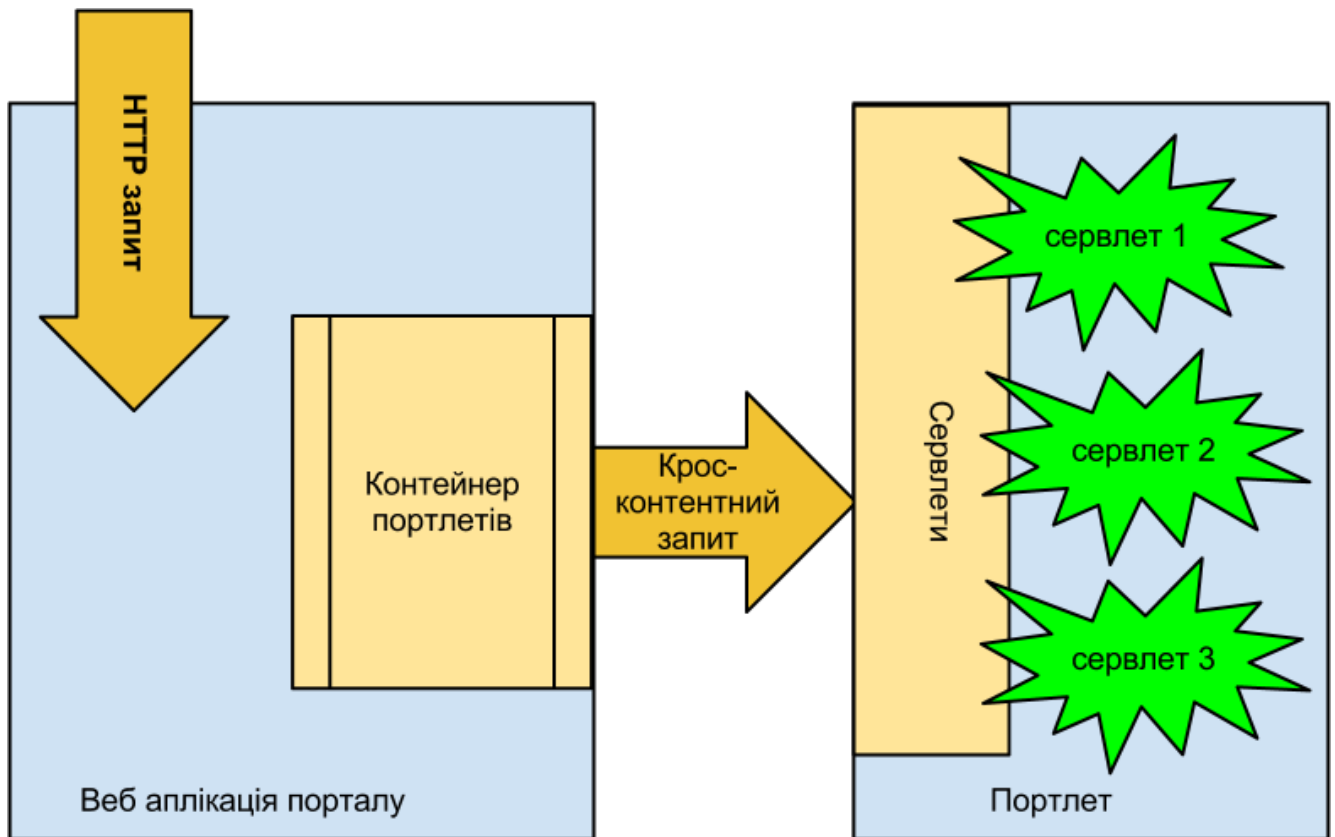 HTTP запит
Контейнер
портлетів
Веб аплікація порталу
Крос-
контентний
запит
Сервлети
сервлет 1
сервлет 2
сервлет 3
Портлет